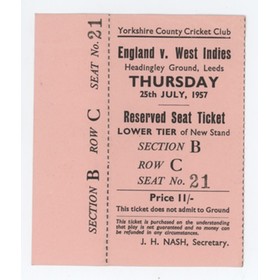 SECTION B
ROW C
SEAT No. 21
Yorkshire County Cricket Club
England v. West Indies
Headingley Ground, Leeds
THURSDAY
25th JULY, 1957
Reserved Seat Ticket
LOWER TIER of New Stand
SECTION B
ROW C
SEAT No. 21
Price 11/-
This ticket does not admit to Ground
This ticket is purchased on the understanding
that play is not guaranteed and no money can
be refunded in any circumstances.
J. H. NASH, Secretary.